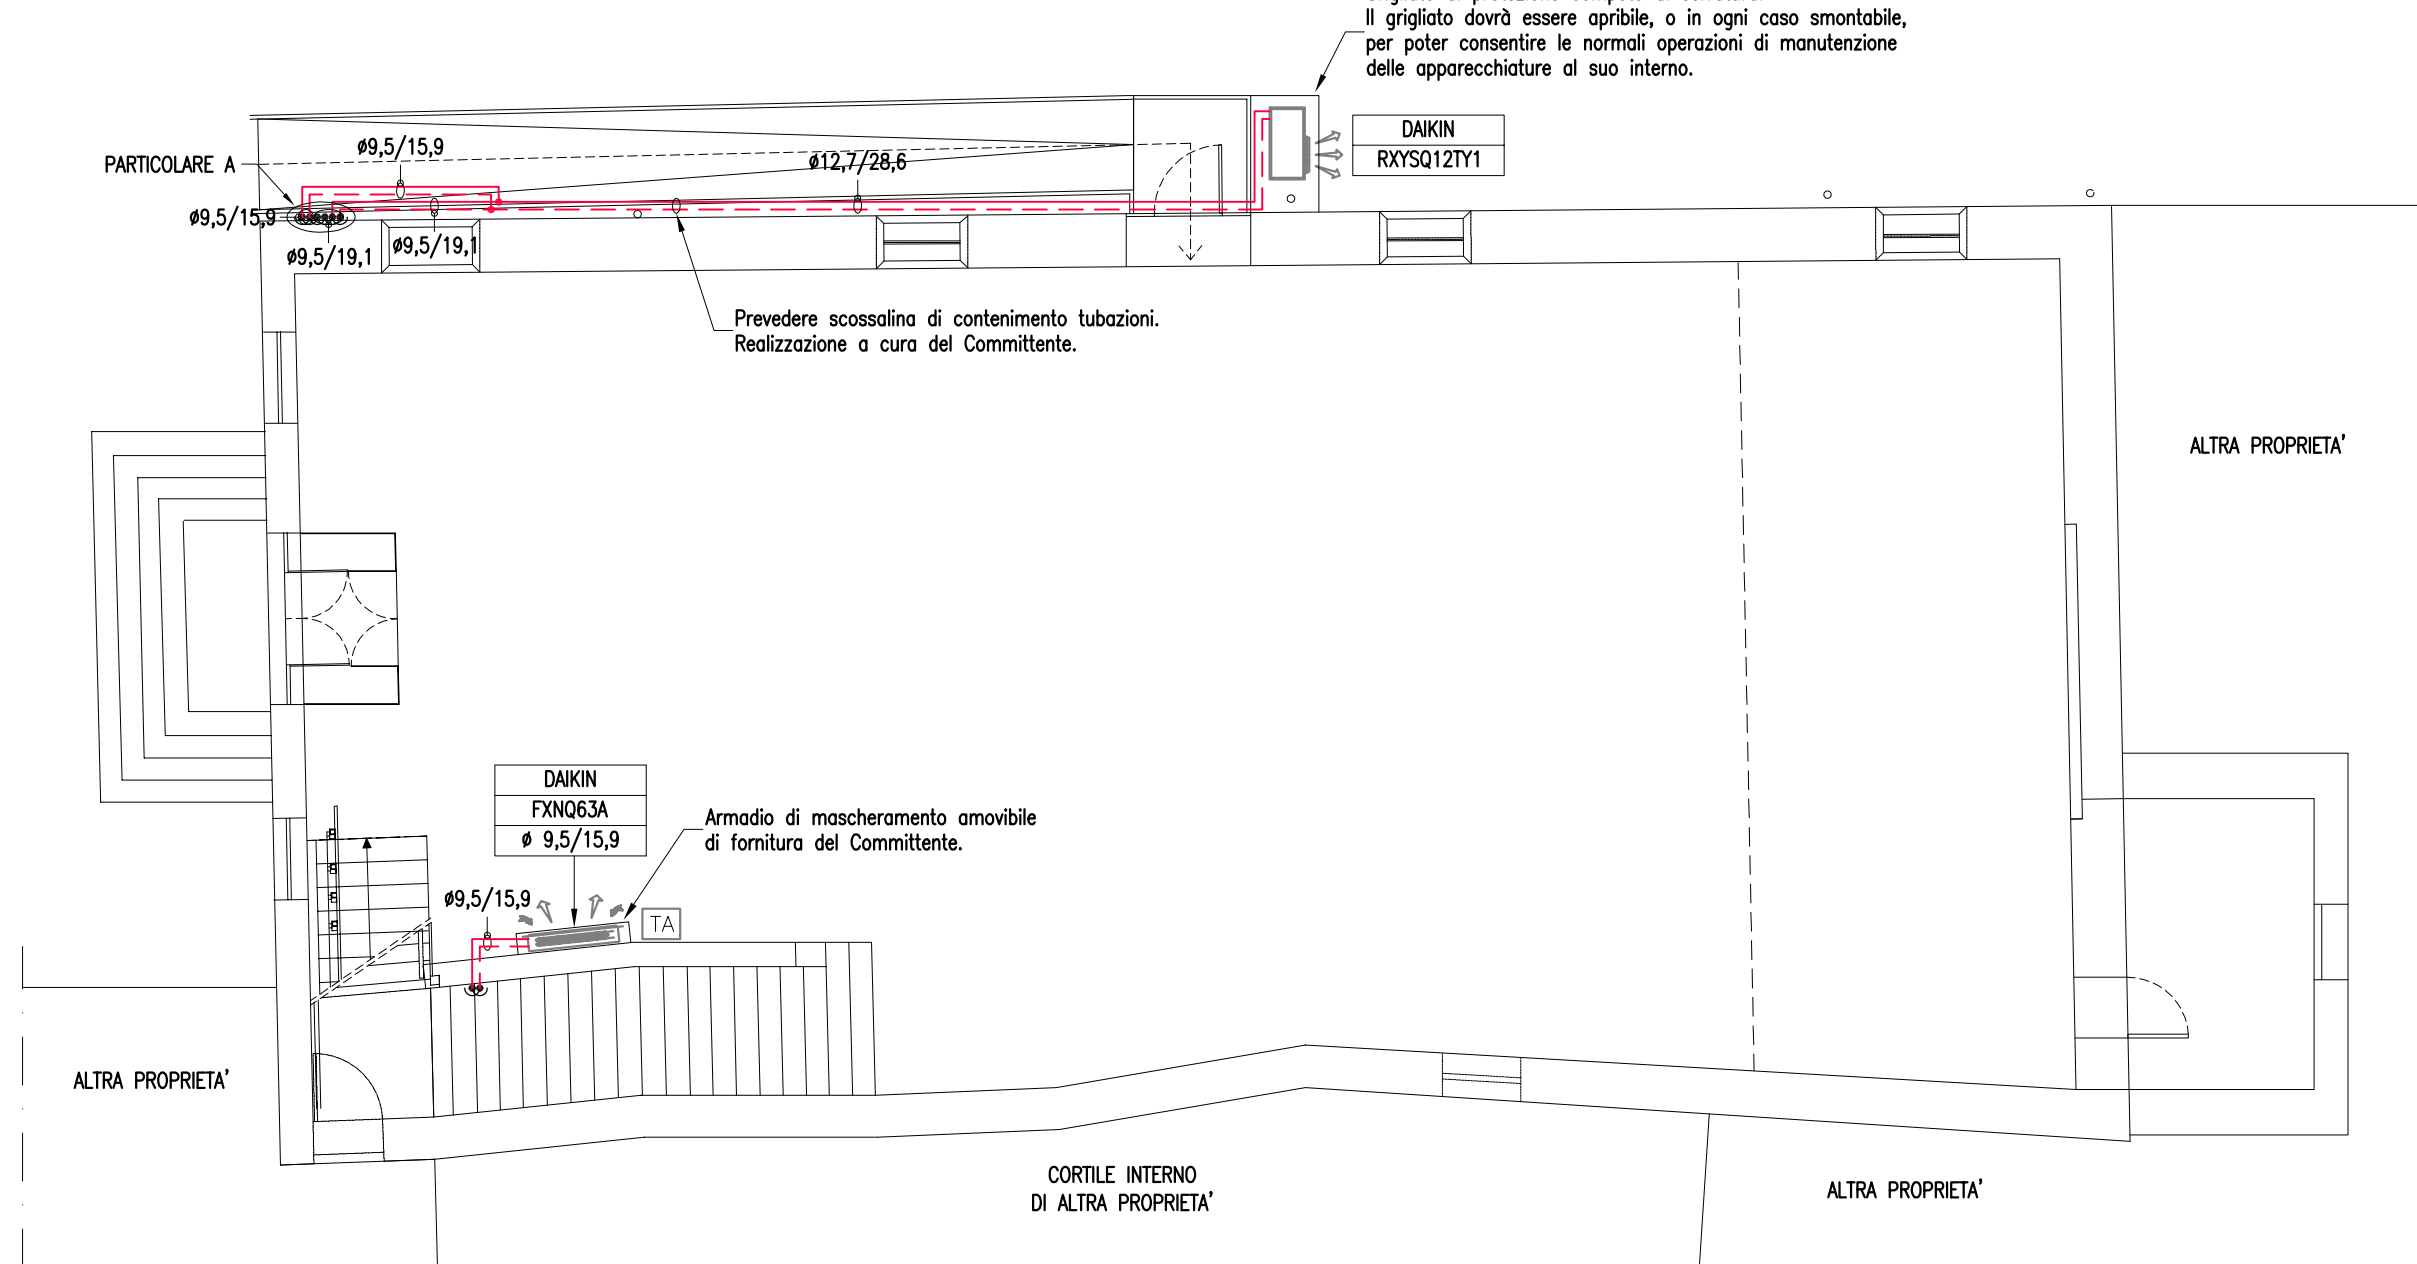 Il grigliato dovrà essere apribile, o in ogni caso smontabile,
per poter consentire le normali operazioni di manutenzione
delle apparecchiature al suo interno.
DAIKIN
RXYSQ12TY1
PARTICOLARE A
ø9,5/15,9
ø12,7/28,6
ø9,5/15,9
ø9,5/19,1
ø9,5/19,1
Prevedere scossalina di contenimento tubazioni.
Realizzazione a cura del Committente.
ALTRA PROPRIETA'
DAIKIN
FXNQ63A
ø 9,5/15,9
Armadio di mascheramento amovibile
di fornitura del Committente.
ø9,5/15,9
TA
ALTRA PROPRIETA'
CORTILE INTERNO
DI ALTRA PROPRIETA'
ALTRA PROPRIETA'